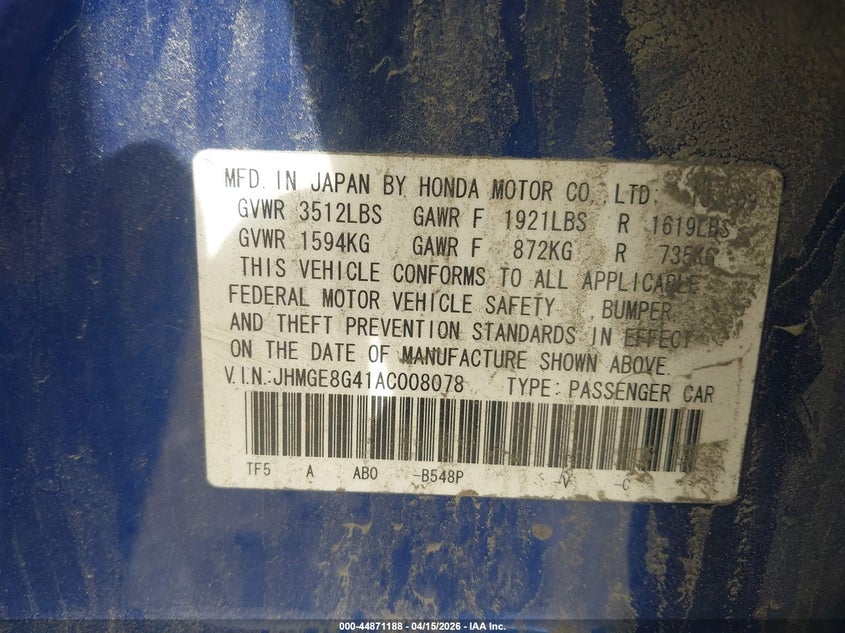 MFD. IN JAPAN BY HONDA MOTOR CO., LTD.
GVWR 3512LBS GAWR F 1921LBS R 1619LBS
GVWR 1594KG GAWR F 872KG R 735KG
THIS VEHICLE CONFORMS TO ALL APPLICABLE
FEDERAL MOTOR VEHICLE SAFETY , BUMPER,
AND THEFT PREVENTION STANDARDS IN EFFECT
ON THE DATE OF MANUFACTURE SHOWN ABOVE.
V.I.N: JHMGE8G41AC008078 TYPE: PASSENGER CAR
TF5 A AB0 -B548P -V -C
000-44871188 - 04/15/2026 - IAA Inc.